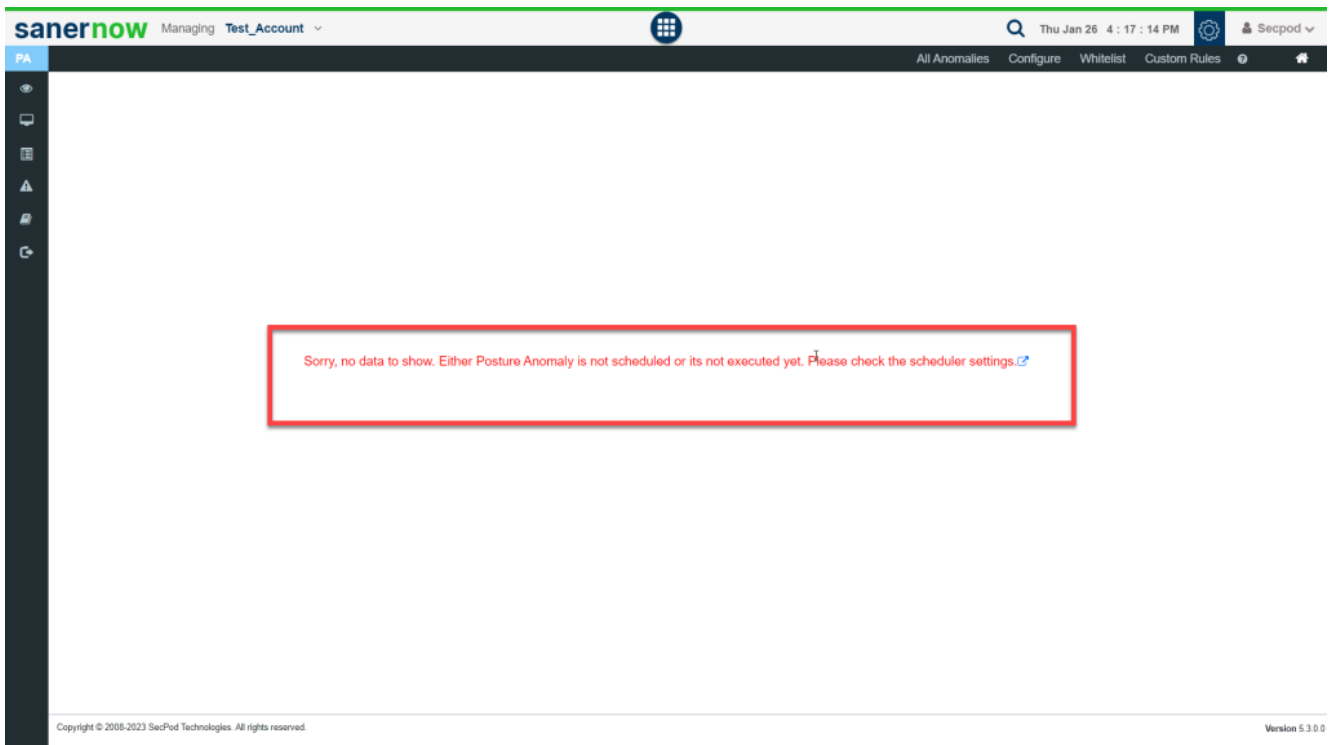 sanernow Managing Test_Account Thu Jan 26 4 : 17 : 14 PM Secpod
PA All Anomalies Configure Whitelist Custom Rules
Sorry, no data to show. Either Posture Anomaly is not scheduled or its not executed yet. Please check the scheduler settings.
Copyright © 2008-2023 SecPod Technologies. All rights reserved. Version 5.3.0.0